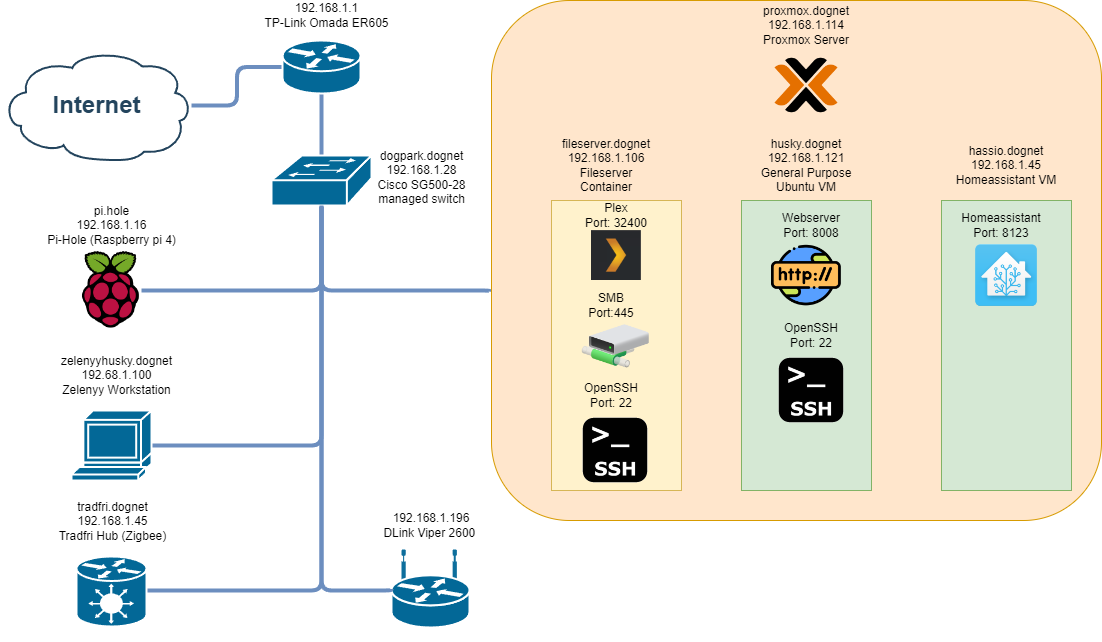 192.168.1.1
TP-Link Omada ER605
Internet
dogpark.dognet
192.168.1.28
Cisco SG500-28
managed switch
pi.hole
192.168.1.16
Pi-Hole (Raspberry pi 4)
zelenyyhusky.dognet
192.68.1.100
Zelenyy Workstation
tradfri.dognet
192.168.1.45
Tradfri Hub (Zigbee)
192.168.1.196
DLink Viper 2600
proxmox.dognet
192.168.1.114
Proxmox Server
fileserver.dognet
192.168.1.106
Fileserver
Container
Plex
Port: 32400
SMB
Port:445
OpenSSH
Port: 22
>_
SSH
husky.dognet
192.168.1.121
General Purpose
Ubuntu VM
Webserver
Port: 8008
http://
OpenSSH
Port: 22
>_
SSH
hassio.dognet
192.168.1.45
Homeassistant VM
Homeassistant
Port: 8123